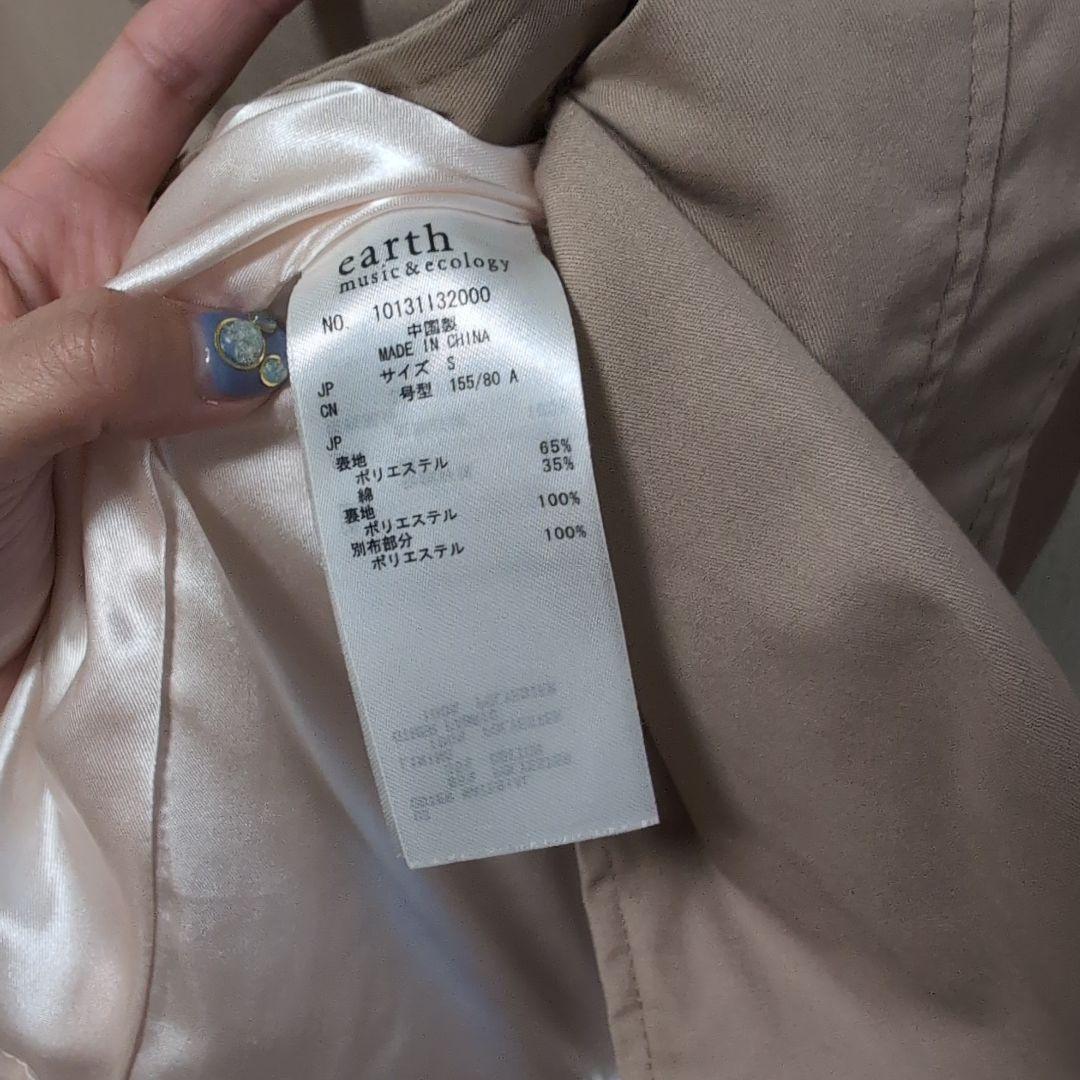 earth
music&ecology
NO. 10131132000
中国製
MADE IN CHINA
JP サイズ S
CN 号型 155/80 A
JP
表地
ポリエステル 65%
綿 35%
裏地
ポリエステル 100%
別布部分
ポリエステル 100%